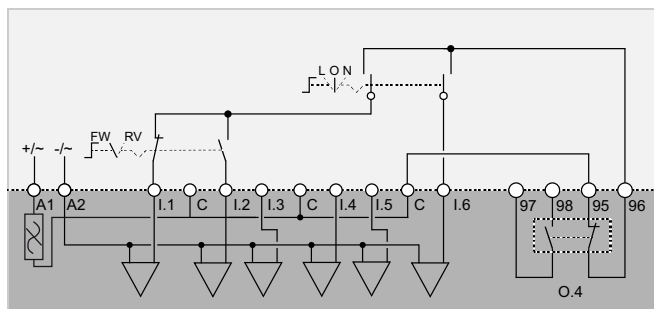 L O N
FW RV
+/~ -/~
A1 A2 I.1 C I.2 I.3 C I.4 I.5 C I.6 97 98 95 96
O.4